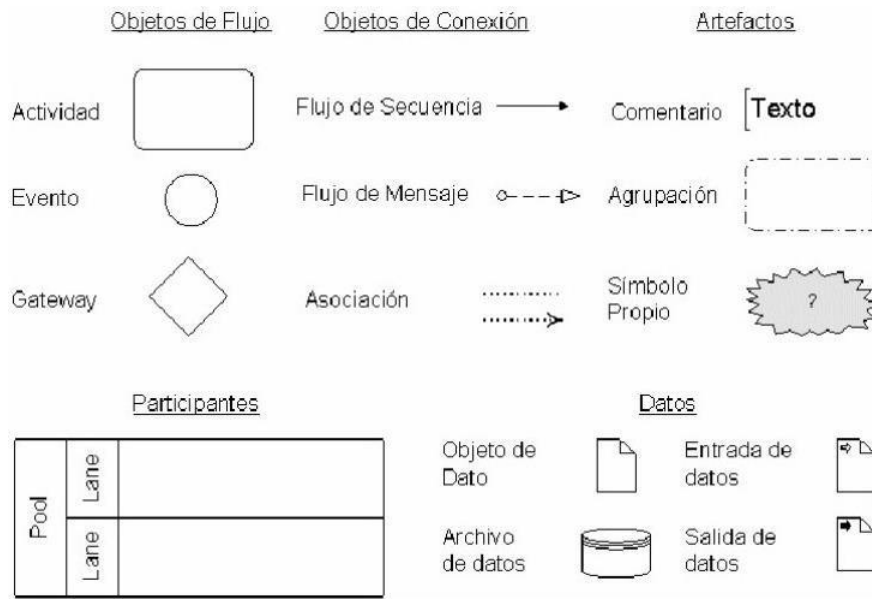 Objetos de Flujo
Objetos de Conexión
Artefactos
Actividad
Flujo de Secuencia
Comentario
Texto
Evento
Flujo de Mensaje
Agrupación
Gateway
Asociación
Símbolo
Propio
?
Participantes
Datos
Pool
Lane
Lane
Objeto de
Dato
Entrada de
datos
Archivo
de datos
Salida de
datos